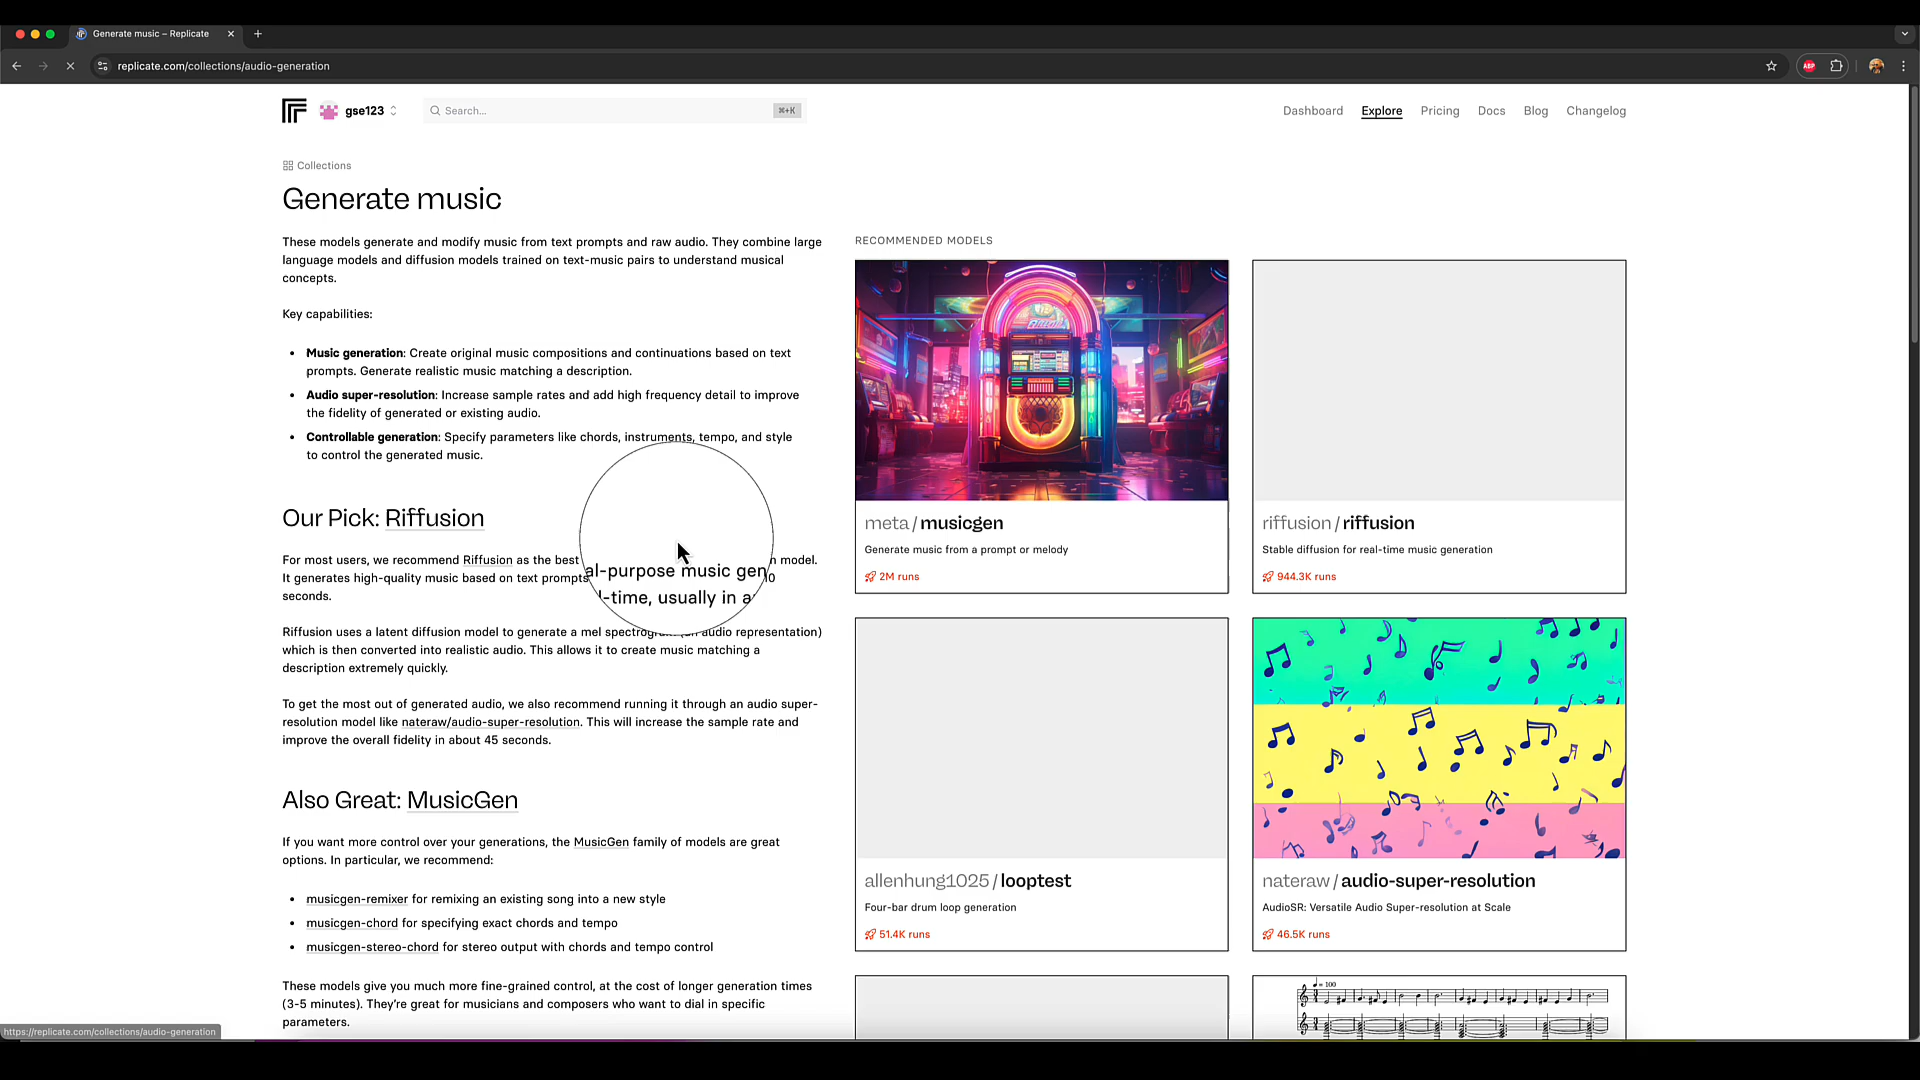 Generate music – Replicate
replicate.com/collections/audio-generation
ABP
gse123
Search...
⌘+K
Dashboard
Explore
Pricing
Docs
Blog
Changelog
Collections
Generate music
These models generate and modify music from text prompts and raw audio. They combine large
language models and diffusion models trained on text-music pairs to understand musical
concepts.
Key capabilities:
• Music generation: Create original music compositions and continuations based on text
prompts. Generate realistic music matching a description.
• Audio super-resolution: Increase sample rates and add high frequency detail to improve
the fidelity of generated or existing audio.
• Controllable generation: Specify parameters like chords, instruments, tempo, and style
to control the generated music.
Our Pick: Riffusion
For most users, we recommend Riffusion as the best al-purpose music gen model.
It generates high-quality music based on text prompts l-time, usually in 10
seconds.
Riffusion uses a latent diffusion model to generate a mel spectrogram audio representation)
which is then converted into realistic audio. This allows it to create music matching a
description extremely quickly.
To get the most out of generated audio, we also recommend running it through an audio super-
resolution model like nateraw/audio-super-resolution. This will increase the sample rate and
improve the overall fidelity in about 45 seconds.
Also Great: MusicGen
If you want more control over your generations, the MusicGen family of models are great
options. In particular, we recommend:
• musicgen-remixer for remixing an existing song into a new style
• musicgen-chord for specifying exact chords and tempo
• musicgen-stereo-chord for stereo output with chords and tempo control
These models give you much more fine-grained control, at the cost of longer generation times
(3-5 minutes). They're great for musicians and composers who want to dial in specific
parameters.
RECOMMENDED MODELS
meta / musicgen
Generate music from a prompt or melody
2M runs
riffusion / riffusion
Stable diffusion for real-time music generation
944.3K runs
allenhung1025 / looptest
Four-bar drum loop generation
51.4K runs
nateraw / audio-super-resolution
AudioSR: Versatile Audio Super-resolution at Scale
46.5K runs
= 100
https://replicate.com/collections/audio-generation